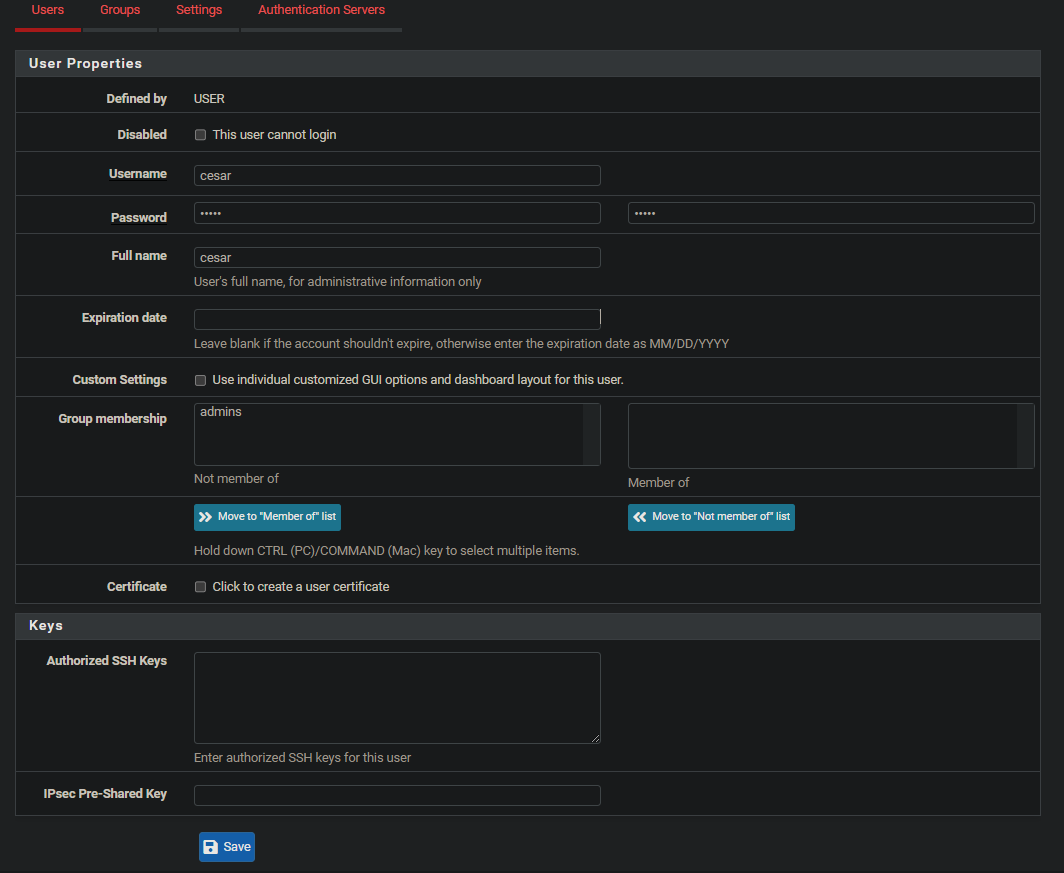 Users Groups Settings Authentication Servers
User Properties
Defined by USER
Disabled This user cannot login
Username cesar
Password ••••• •••••
Full name cesar
User's full name, for administrative information only
Expiration date
Leave blank if the account shouldn't expire, otherwise enter the expiration date as MM/DD/YYYY
Custom Settings Use individual customized GUI options and dashboard layout for this user.
Group membership admins
Not member of Member of
Move to "Member of" list Move to "Not member of" list
Hold down CTRL (PC)/COMMAND (Mac) key to select multiple items.
Certificate Click to create a user certificate
Keys
Authorized SSH Keys
Enter authorized SSH keys for this user
IPsec Pre-Shared Key
Save